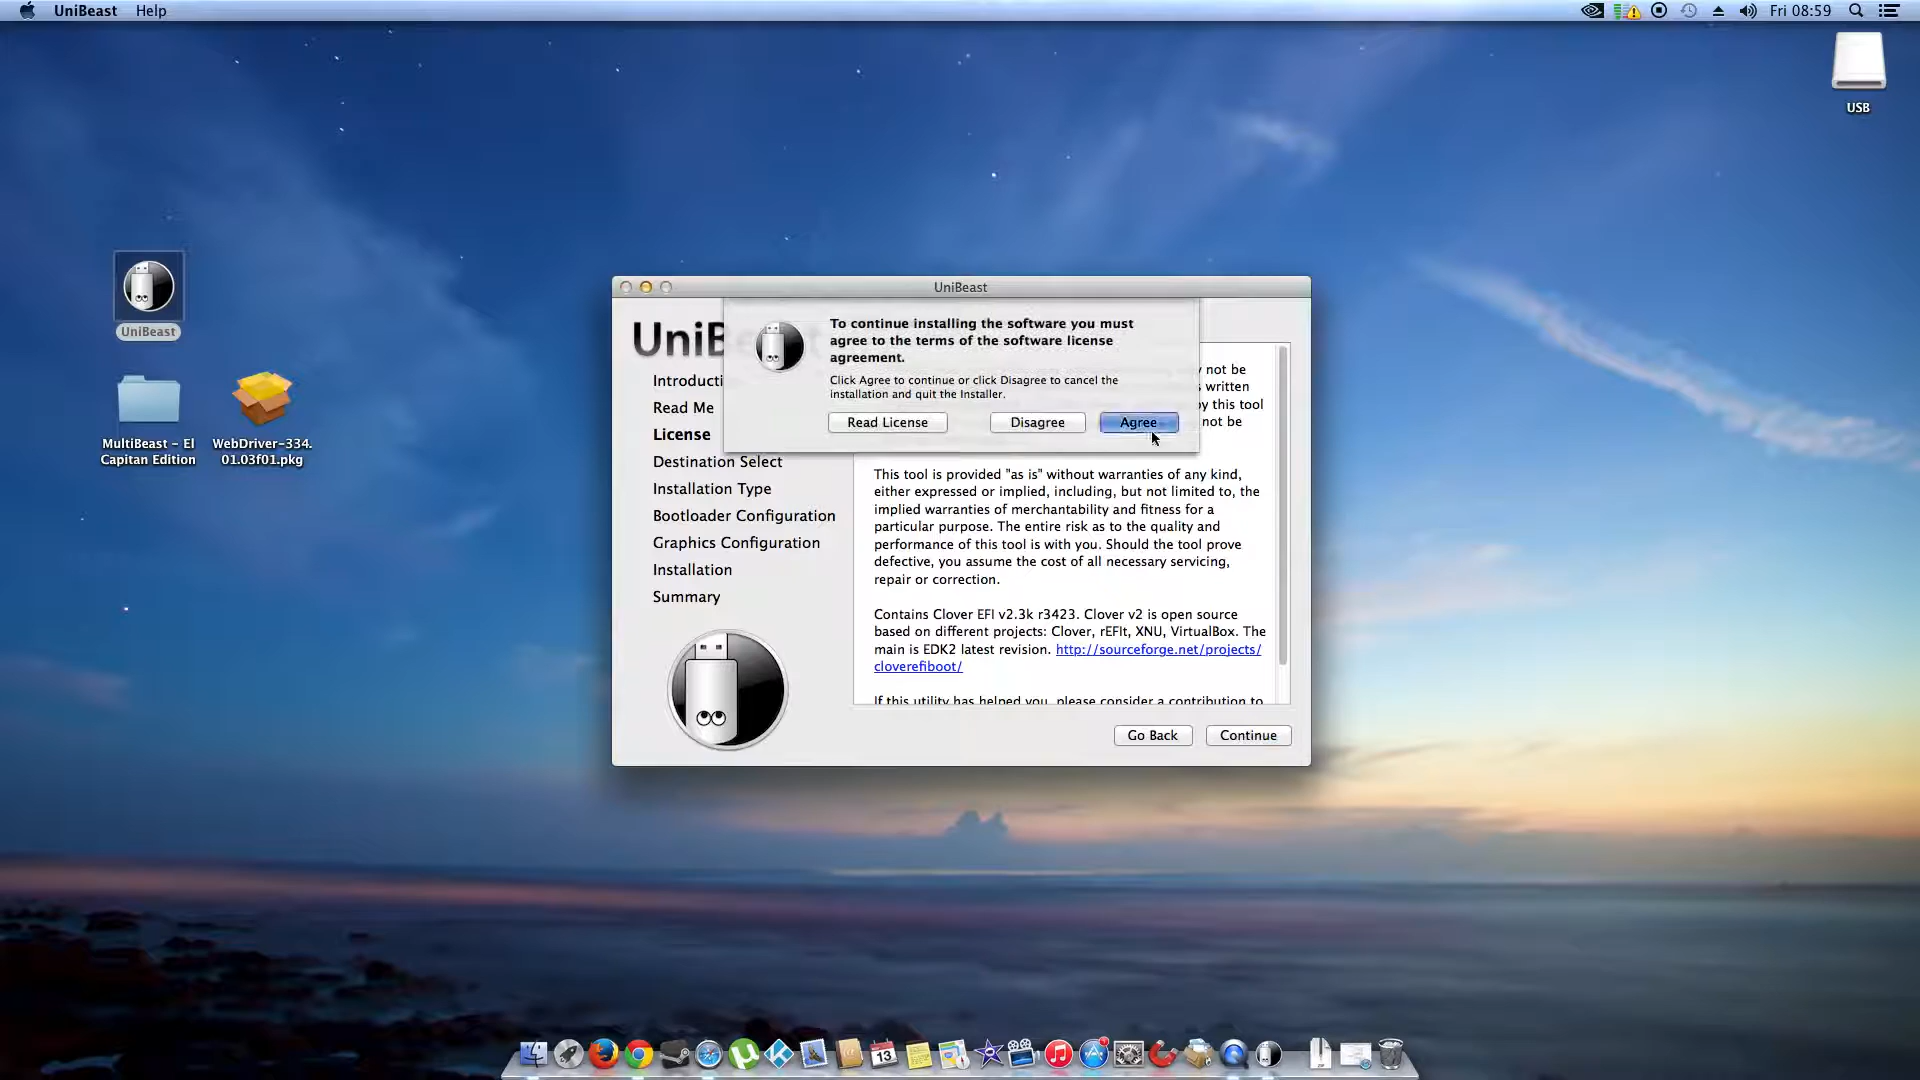 UniBeast Help
Fri 08:59
USB
UniBeast
MultiBeast - El
Capitan Edition
WebDriver-334.
01.03f01.pkg
UniBeast
UniB
To continue installing the software you must
agree to the terms of the software license
agreement.
Click Agree to continue or click Disagree to cancel the
installation and quit the Installer.
Read License
Disagree
Agree
Introducti
Read Me
License
Destination Select
Installation Type
Bootloader Configuration
Graphics Configuration
Installation
Summary
not be
written
by this tool
not be
This tool is provided "as is" without warranties of any kind,
either expressed or implied, including, but not limited to, the
implied warranties of merchantability and fitness for a
particular purpose. The entire risk as to the quality and
performance of this tool is with you. Should the tool prove
defective, you assume the cost of all necessary servicing,
repair or correction.
Contains Clover EFI v2.3k r3423. Clover v2 is open source
based on different projects: Clover, rEFIt, XNU, VirtualBox. The
main is EDK2 latest revision. http://sourceforge.net/projects/
cloverefiboot/
If this utility has helped you, please consider a contribution to
Go Back
Continue
13